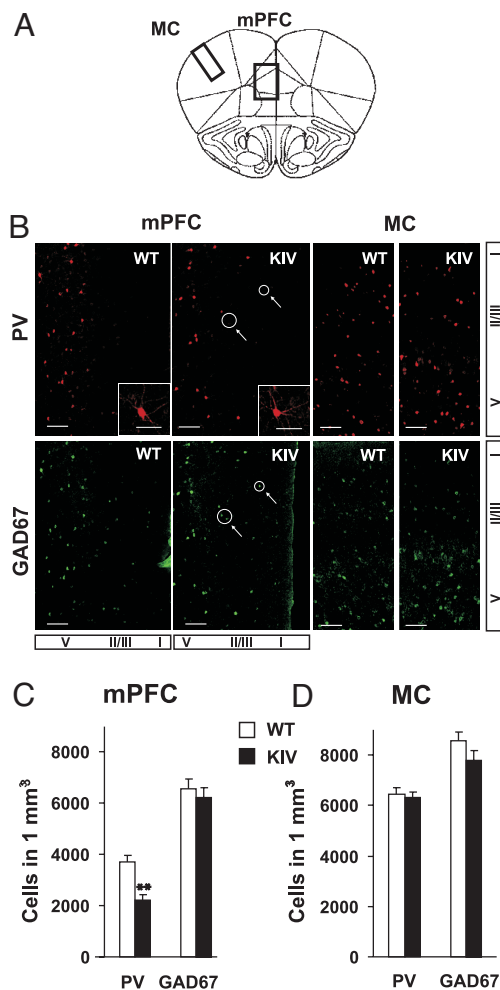 A
MC
mPFC
B
mPFC
MC
WT
KIV
WT
KIV
PV
I
II/III
V
WT
KIV
WT
KIV
GAD67
I
II/III
V
V II/III I
V II/III I
C
mPFC
WT
KIV
D
MC
Cells in 1 mm³
8000
6000
4000
2000
0
**
PV GAD67
Cells in 1 mm³
8000
6000
4000
2000
0
PV GAD67